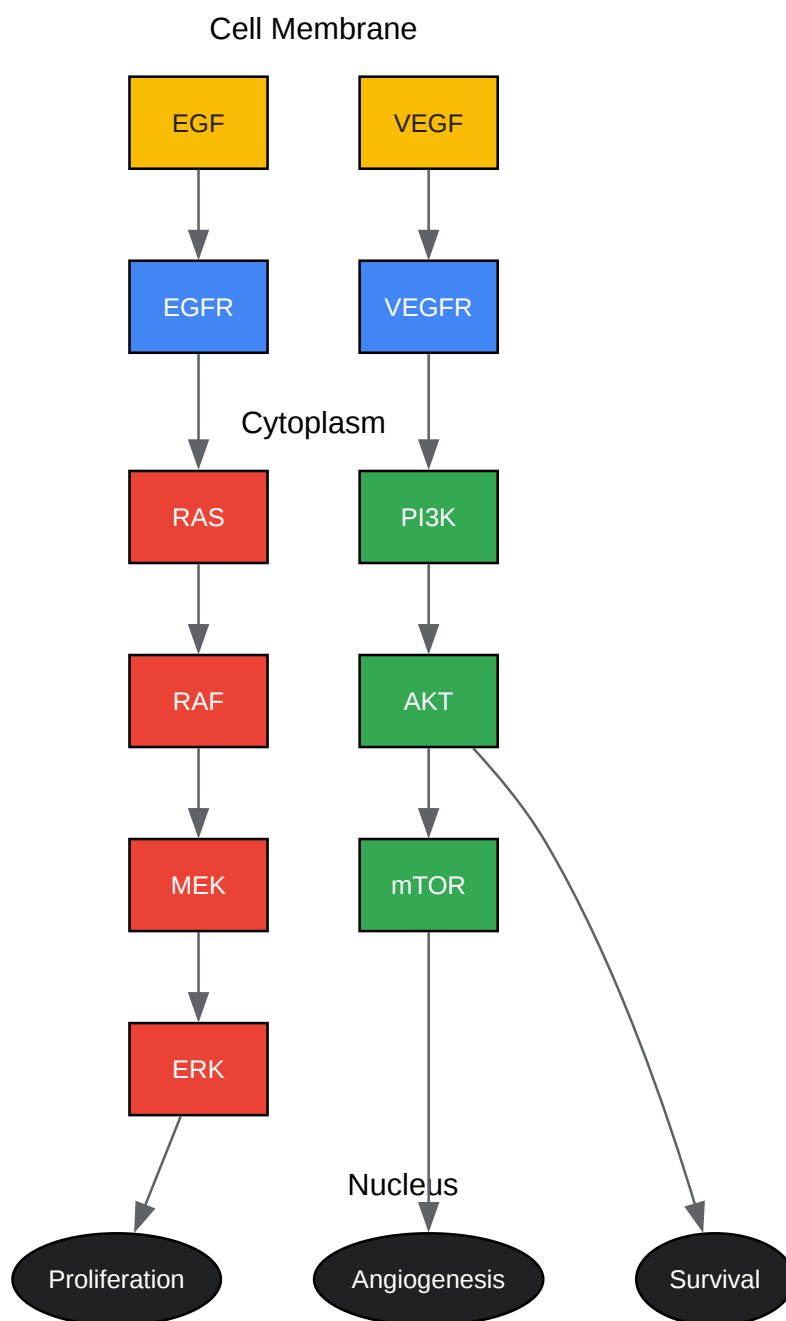 Cell Membrane
EGF
VEGF
EGFR
VEGFR
Cytoplasm
RAS
PI3K
RAF
AKT
MEK
mTOR
ERK
Nucleus
Proliferation
Angiogenesis
Survival